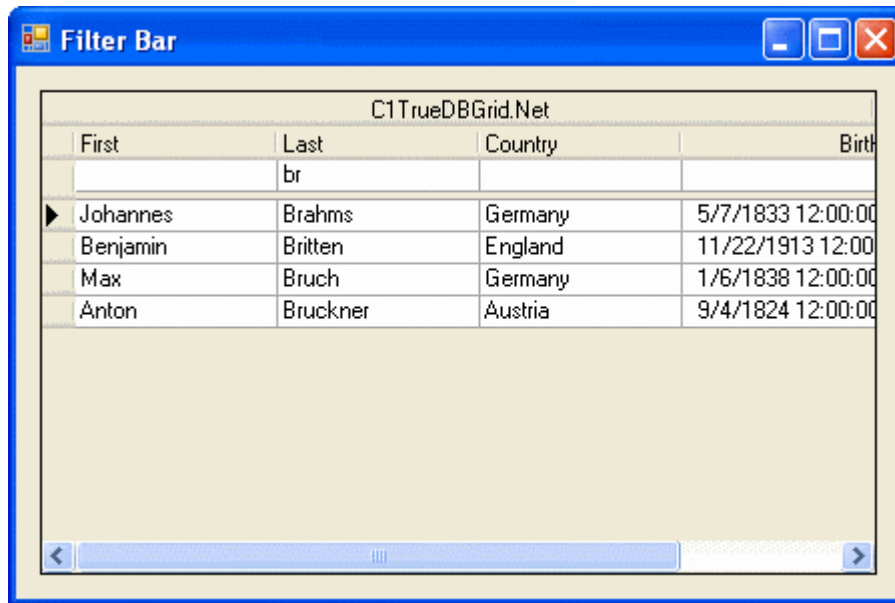 Filter Bar
C1TrueDBGrid.Net
First Last Country Birth
br
Johannes Brahms Germany 5/7/1833 12:00:00
Benjamin Britten England 11/22/1913 12:00
Max Bruch Germany 1/6/1838 12:00:00
Anton Bruckner Austria 9/4/1824 12:00:00